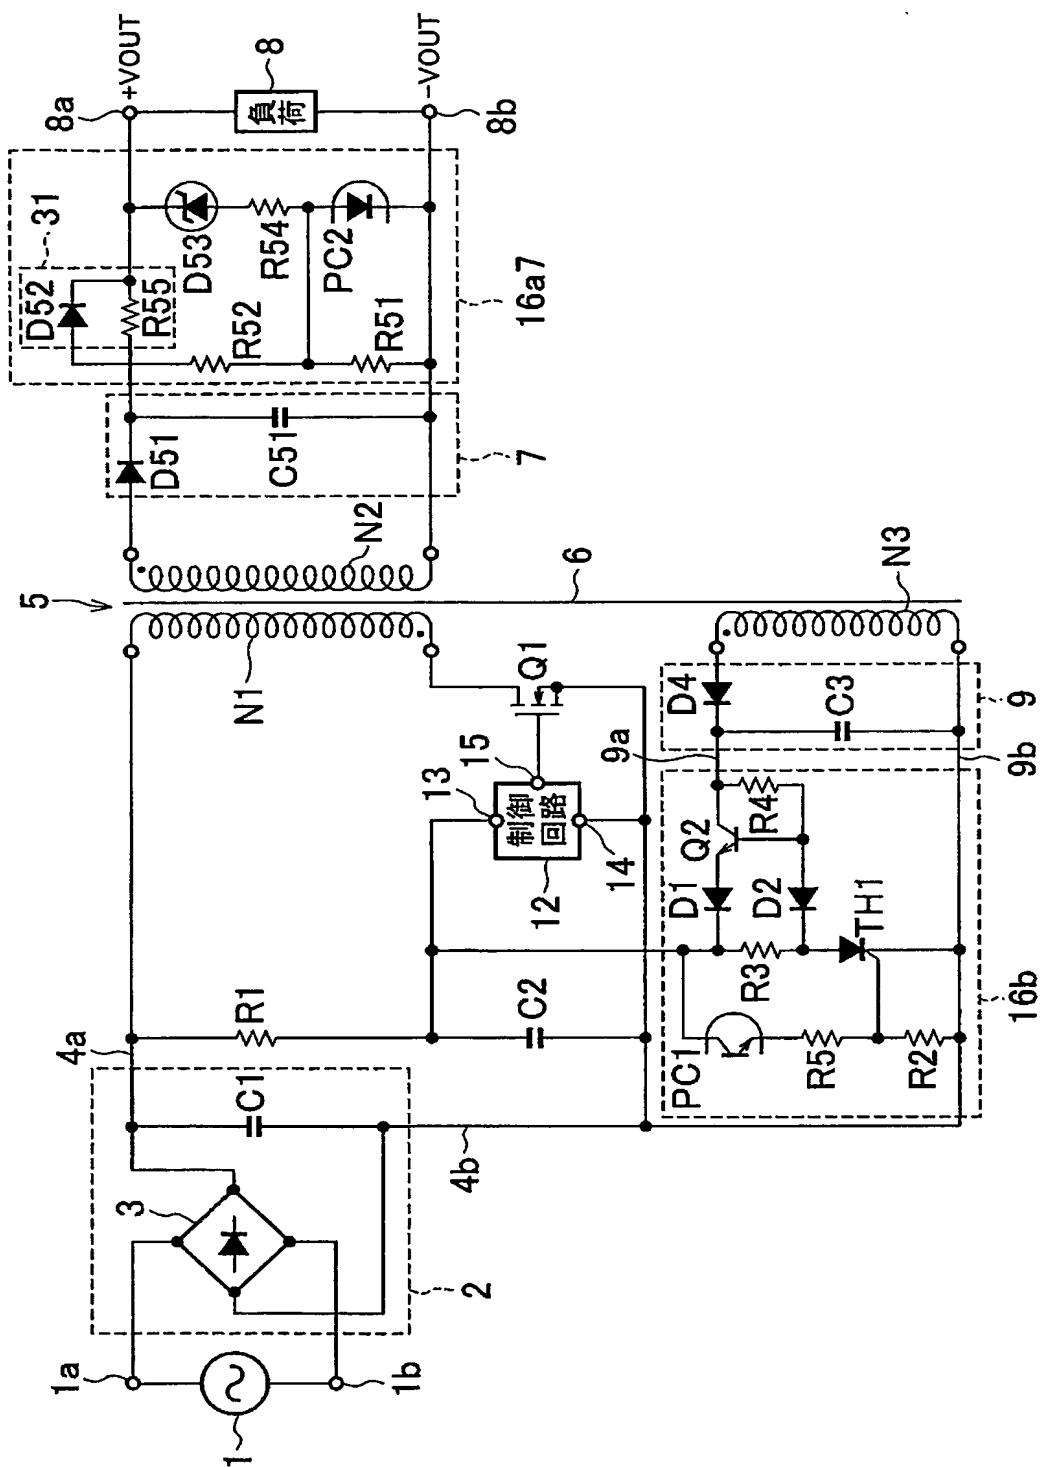 1
1a
1b
2
3
4a
4b
C1
R1
C2
5
N1
N2
6
N3
Q1
12
13
14
15
制御
回路
7
D51
C51
31
D52
R55
R52
R51
D53
R54
PC2
16a7
8
8a
8b
負荷
+VOUT
−VOUT
9
9a
9b
D4
C3
Q2
R4
D1
D2
R3
TH1
PC1
R5
R2
16b